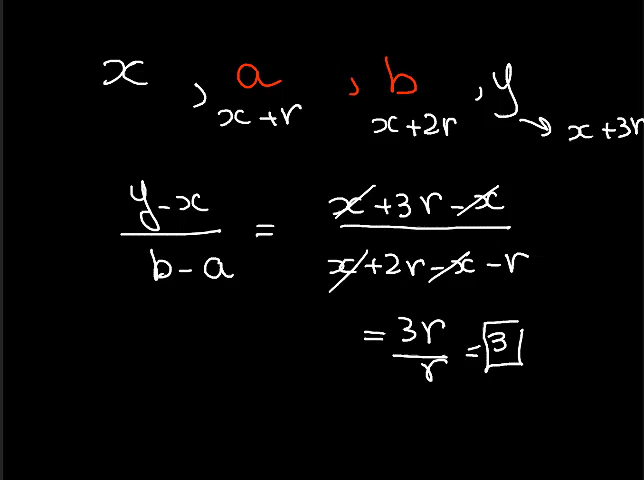 x , a , b , y
x+r x+2r → x+3r
y-x / b-a = x+3r-x / x+2r-x-r
= 3r / r = 3